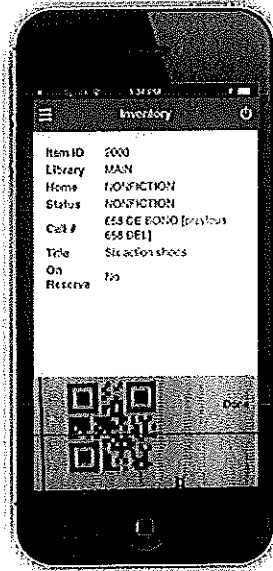 Inventory
Item ID 2000
Library MAIN
Home NONFICTION
Status NONFICTION
Call # 658 DE BONO [previous
658 DEL]
Title Six action shoes
On
Reserve No
Done